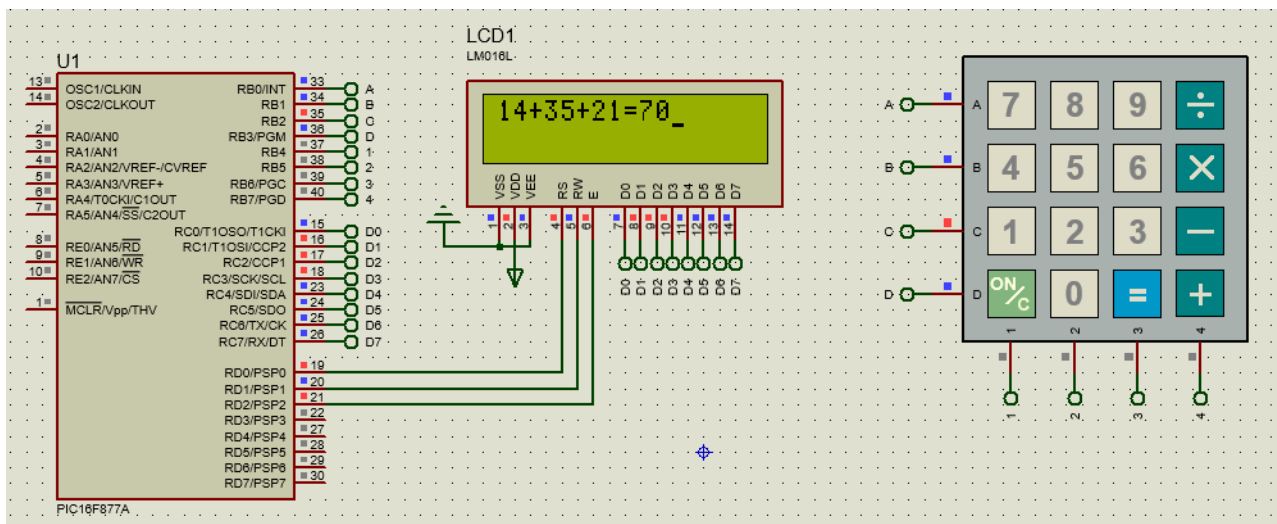 U1
13
OSC1/CLKIN
14
OSC2/CLKOUT
2
RA0/AN0
3
RA1/AN1
4
RA2/AN2/VREF-/CVREF
5
RA3/AN3/VREF+
6
RA4/T0CKI/C1OUT
7
RA5/AN4/SS/C2OUT
8
RE0/AN5/RD
9
RE1/AN6/WR
10
RE2/AN7/CS
1
MCLR/Vpp/THV
RB0/INT 33 A
RB1 34 B
RB2 35 C
RB3/PGM 36 D
RB4 37 1
RB5 38 2
RB6/PGC 39 3
RB7/PGD 40 4
RC0/T1OSO/T1CKI 15 D0
RC1/T1OSI/CCP2 16 D1
RC2/CCP1 17 D2
RC3/SCK/SCL 18 D3
RC4/SDI/SDA 23 D4
RC5/SDO 24 D5
RC6/TX/CK 25 D6
RC7/RX/DT 26 D7
RD0/PSP0 19
RD1/PSP1 20
RD2/PSP2 21
RD3/PSP3 22
RD4/PSP4 27
RD5/PSP5 28
RD6/PSP6 29
RD7/PSP7 30
PIC16F877A
LCD1
LM016L
14+35+21=70_
VSS VDD VEE RS RW E D0 D1 D2 D3 D4 D5 D6 D7
1 2 3 4 5 6 7 8 9 10 11 12 13 14
D0 D1 D2 D3 D4 D5 D6 D7
A A 7 8 9 ÷
B B 4 5 6 ×
C C 1 2 3 −
D D ON/C 0 = +
1 2 3 4
1 2 3 4